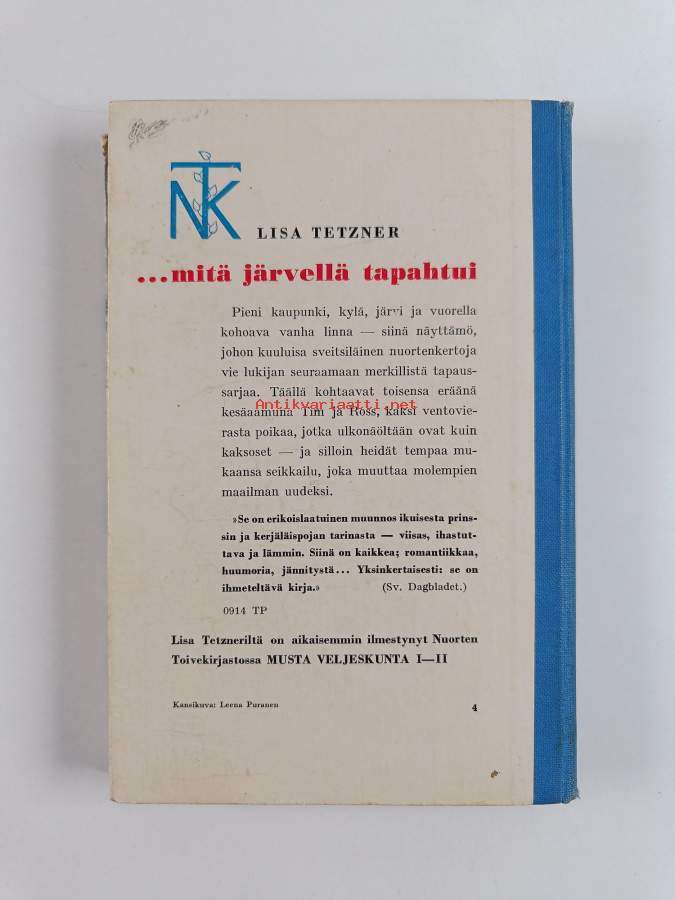 NTK
LISA TETZNER
...mitä järvellä tapahtui
Pieni kaupunki, kylä, järvi ja vuorella
kohoava vanha linna — siinä näyttämö,
johon kuuluisa sveitsiläinen nuortenkertoja
vie lukijan seuraamaan merkillistä tapaus-
sarjaa. Täällä kohtaavat toisensa eräänä
Antikvariaatti.net
kesäaamuna Tim ja Ross, kaksi ventovie-
rasta poikaa, jotka ulkonäöltään ovat kuin
kaksoset — ja silloin heidät tempaa mu-
kaansa seikkailu, joka muuttaa molempien
maailman uudeksi.
»Se on erikoislaatuinen muunnos ikuisesta prins-
sin ja kerjäläispojan tarinasta — viisas, ihastut-
tava ja lämmin. Siinä on kaikkea; romantiikkaa,
huumoria, jännitystä... Yksinkertaisesti: se on
ihmeteltävä kirja.» (Sv. Dagbladet.)
0914 TP
Lisa Tetzneriltä on aikaisemmin ilmestynyt Nuorten
Toivekirjastossa MUSTA VELJESKUNTA I—II
Kansikuva: Leena Puranen 4